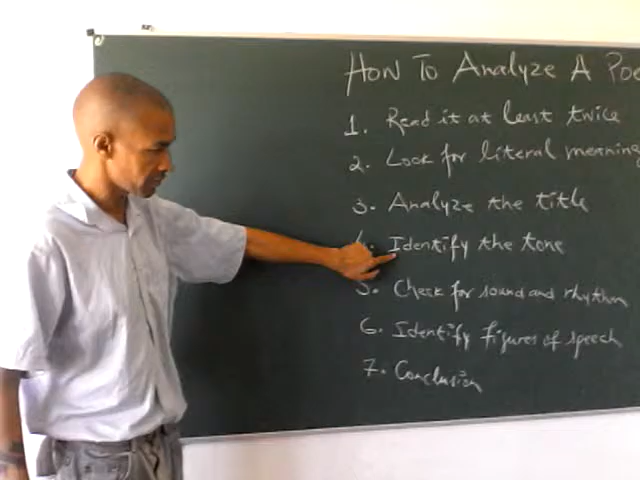 How To Analyze A Poe
1. Read it at least twice
2. Look for literal meaning
3. Analyze the title
4. Identify the tone
5. Check for sound and rhythm
6. Identify figures of speech
7. Conclusion